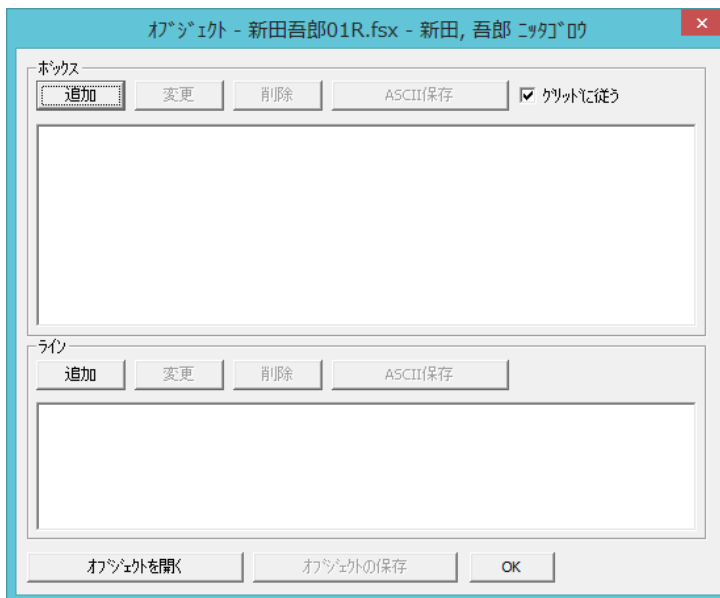 ｵﾌﾞｼﾞｪｸﾄ - 新田吾郎01R.fsx - 新田, 吾郎 ﾆｯﾀｺﾞﾛｳ
ﾎﾞｯｸｽ
追加 変更 削除 ASCII保存 ｸﾞﾘｯﾄﾞに従う
ﾗｲﾝ
追加 変更 削除 ASCII保存
ｵﾌﾞｼﾞｪｸﾄを開く ｵﾌﾞｼﾞｪｸﾄの保存 OK